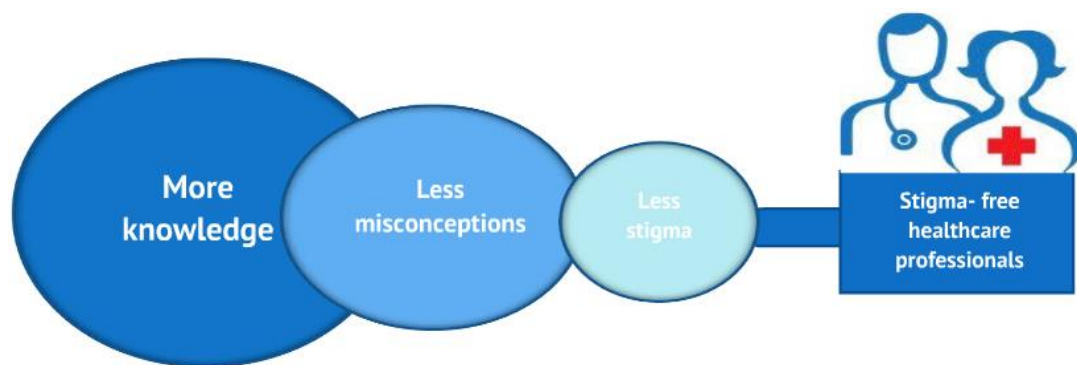 More
knowledge
Less
misconceptions
Less
stigma
Stigma- free
healthcare
professionals